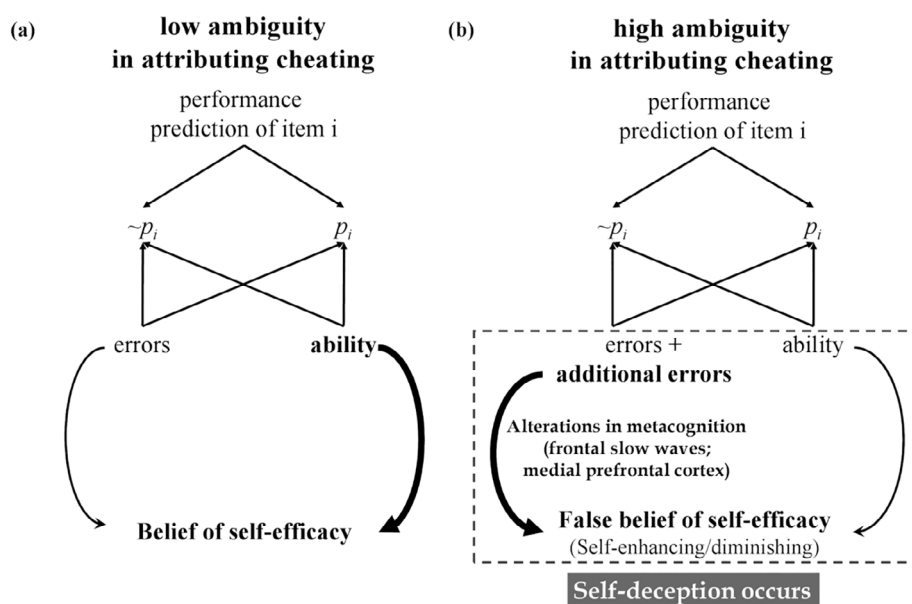 (a)
low ambiguity
in attributing cheating
performance
prediction of item i
~pᵢ
pᵢ
errors
ability
Belief of self-efficacy
(b)
high ambiguity
in attributing cheating
performance
prediction of item i
~pᵢ
pᵢ
errors +
additional errors
ability
Alterations in metacognition
(frontal slow waves;
medial prefrontal cortex)
False belief of self-efficacy
(Self-enhancing/diminishing)
Self-deception occurs